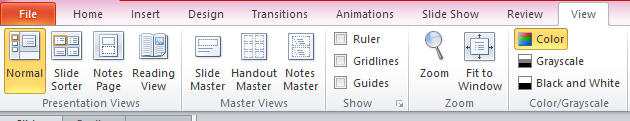 File Home Insert Design Transitions Animations Slide Show Review View
Normal Slide Sorter Notes Page Reading View
Presentation Views
Slide Master Handout Master Notes Master
Master Views
Ruler
Gridlines
Guides
Show
Zoom Fit to Window
Zoom
Color
Grayscale
Black and White
Color/Grayscale